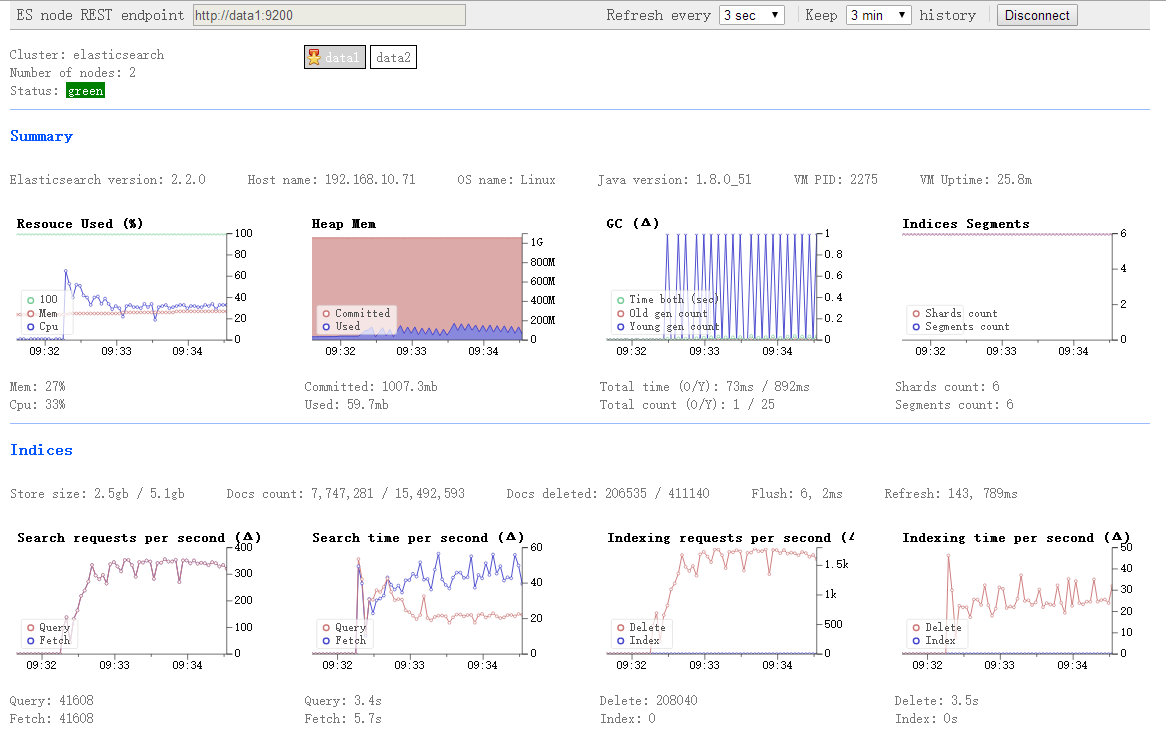 ES node REST endpoint http://data1:9200 Refresh every 3 sec Keep 3 min history Disconnect
Cluster: elasticsearch data1 data2
Number of nodes: 2
Status: green
Summary
Elasticsearch version: 2.2.0 Host name: 192.168.10.71 OS name: Linux Java version: 1.8.0_51 VM PID: 2275 VM Uptime: 25.8m
Resouce Used (%)
100
80
60
40
20
0
100
Mem
Cpu
09:32 09:33 09:34
Mem: 27%
Cpu: 33%
Heap Mem
1G
800M
600M
400M
200M
0
Committed
Used
09:32 09:33 09:34
Committed: 1007.3mb
Used: 59.7mb
GC (Δ)
1
0.8
0.6
0.4
0.2
0
Time both (sec)
Old gen count
Young gen count
09:32 09:33 09:34
Total time (O/Y): 73ms / 892ms
Total count (O/Y): 1 / 25
Indices Segments
6
4
2
0
Shards count
Segments count
09:32 09:33 09:34
Shards count: 6
Segments count: 6
Indices
Store size: 2.5gb / 5.1gb Docs count: 7,747,281 / 15,492,593 Docs deleted: 206535 / 411140 Flush: 6, 2ms Refresh: 143, 789ms
Search requests per second (Δ)
400
300
200
100
0
Query
Fetch
09:32 09:33 09:34
Query: 41608
Fetch: 41608
Search time per second (Δ)
60
40
20
0
Query
Fetch
09:32 09:33 09:34
Query: 3.4s
Fetch: 5.7s
Indexing requests per second (
1.5k
1k
500
0
Delete
Index
09:32 09:33 09:34
Delete: 208040
Index: 0
Indexing time per second (Δ)
50
40
30
20
10
0
Delete
Index
09:32 09:33 09:34
Delete: 3.5s
Index: 0s